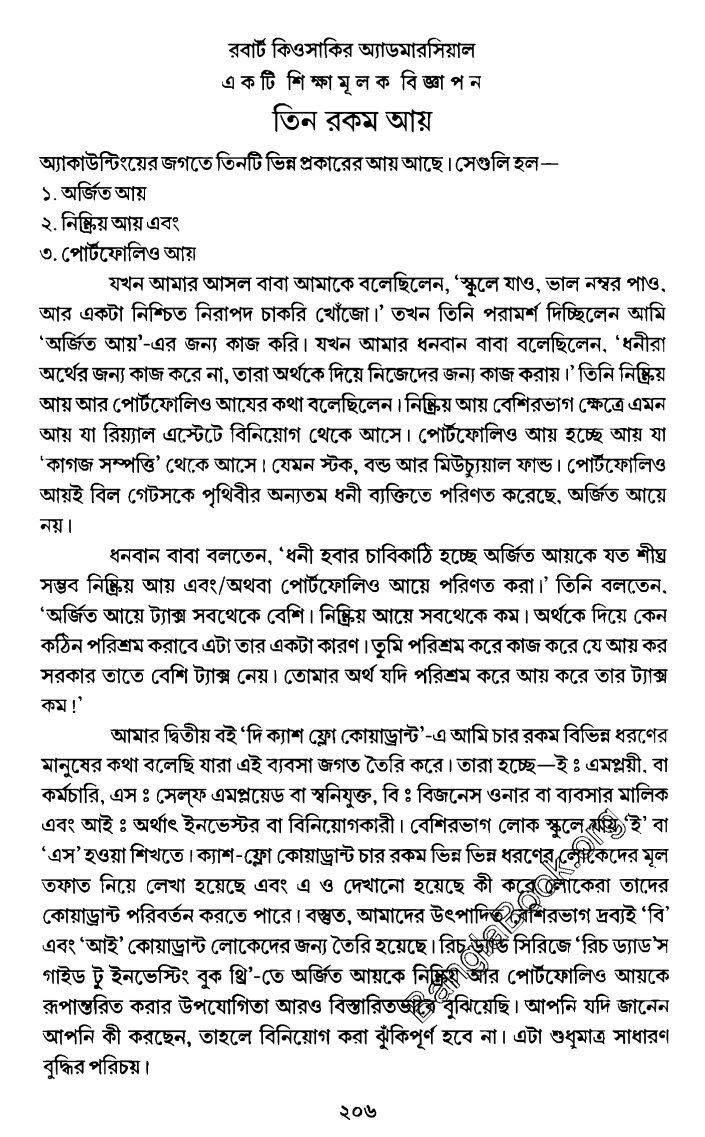 রবার্ট কিওসাকির অ্যাডমারসিয়াল
এ ক টি শি ক্ষা মূ ল ক বি জ্ঞা প ন
তিন রকম আয়
অ্যাকাউন্টিংয়ের জগতে তিনটি ভিন্ন প্রকারের আয় আছে। সেগুলি হল—
১. অর্জিত আয়
২. নিষ্ক্রিয় আয় এবং
৩. পোর্টফোলিও আয়
যখন আমার আসল বাবা আমাকে বলেছিলেন, ‘স্কুলে যাও, ভাল নম্বর পাও,
আর একটা নিশ্চিত নিরাপদ চাকরি খোঁজো।’ তখন তিনি পরামর্শ দিচ্ছিলেন আমি
‘অর্জিত আয়’-এর জন্য কাজ করি। যখন আমার ধনবান বাবা বলেছিলেন, ‘ধনীরা
অর্থের জন্য কাজ করে না, তারা অর্থকে দিয়ে নিজেদের জন্য কাজ করায়।’ তিনি নিষ্ক্রিয়
আয় আর পোর্টফোলিও আযের কথা বলেছিলেন। নিষ্ক্রিয় আয় বেশিরভাগ ক্ষেত্রে এমন
আয় যা রিয়্যাল এস্টেটে বিনিয়োগ থেকে আসে। পোর্টফোলিও আয় হচ্ছে আয় যা
‘কাগজ সম্পত্তি’ থেকে আসে। যেমন স্টক, বন্ড আর মিউচ্যুয়াল ফান্ড। পোর্টফোলিও
আয়ই বিল গেটসকে পৃথিবীর অন্যতম ধনী ব্যক্তিতে পরিণত করেছে, অর্জিত আয়ে
নয়।
ধনবান বাবা বলতেন, ‘ধনী হবার চাবিকাঠি হচ্ছে অর্জিত আয়কে যত শীঘ্র
সম্ভব নিষ্ক্রিয় আয় এবং/অথবা পোর্টফোলিও আয়ে পরিণত করা।’ তিনি বলতেন,
‘অর্জিত আয়ে ট্যাক্স সবথেকে বেশি। নিষ্ক্রিয় আয়ে সবথেকে কম। অর্থকে দিয়ে কেন
কঠিন পরিশ্রম করাবে এটা তার একটা কারণ। তুমি পরিশ্রম করে কাজ করে যে আয় কর
সরকার তাতে বেশি ট্যাক্স নেয়। তোমার অর্থ যদি পরিশ্রম করে আয় করে তার ট্যাক্স
কম!’
আমার দ্বিতীয় বই ‘দি ক্যাশ ফ্লো কোয়াড্রান্ট’-এ আমি চার রকম বিভিন্ন ধরণের
মানুষের কথা বলেছি যারা এই ব্যবসা জগত তৈরি করে। তারা হচ্ছে—ই ঃ এমপ্লয়ী, বা
কর্মচারি, এস ঃ সেল্‌ফ এমপ্লয়েড বা স্বনিযুক্ত, বি ঃ বিজনেস ওনার বা ব্যবসার মালিক
এবং আই ঃ অর্থাৎ ইনভেস্টর বা বিনিয়োগকারী। বেশিরভাগ লোক স্কুলে যায় ‘ই’ বা
‘এস’ হওয়া শিখতে। ক্যাশ-ফ্লো কোয়াড্রান্ট চার রকম ভিন্ন ভিন্ন ধরণের লোকেদের মূল
তফাত নিয়ে লেখা হয়েছে এবং এ ও দেখানো হয়েছে কী করে লোকেরা তাদের
কোয়াড্রান্ট পরিবর্তন করতে পারে। বস্তুত, আমাদের উৎপাদিত বেশিরভাগ দ্রব্যই ‘বি’
এবং ‘আই’ কোয়াড্রান্ট লোকেদের জন্য তৈরি হয়েছে। রিচ ড্যাড সিরিজে ‘রিচ ড্যাড’স
গাইড টু ইনভেস্টিং বুক থ্রি’-তে অর্জিত আয়কে নিষ্ক্রিয় আর পোর্টফোলিও আয়কে
রূপান্তরিত করার উপযোগিতা আরও বিস্তারিতভাবে বুঝিয়েছি। আপনি যদি জানেন
আপনি কী করছেন, তাহলে বিনিয়োগ করা ঝুঁকিপূর্ণ হবে না। এটা শুধুমাত্র সাধারণ
বুদ্ধির পরিচয়।
BanglaBook.org
২০৬